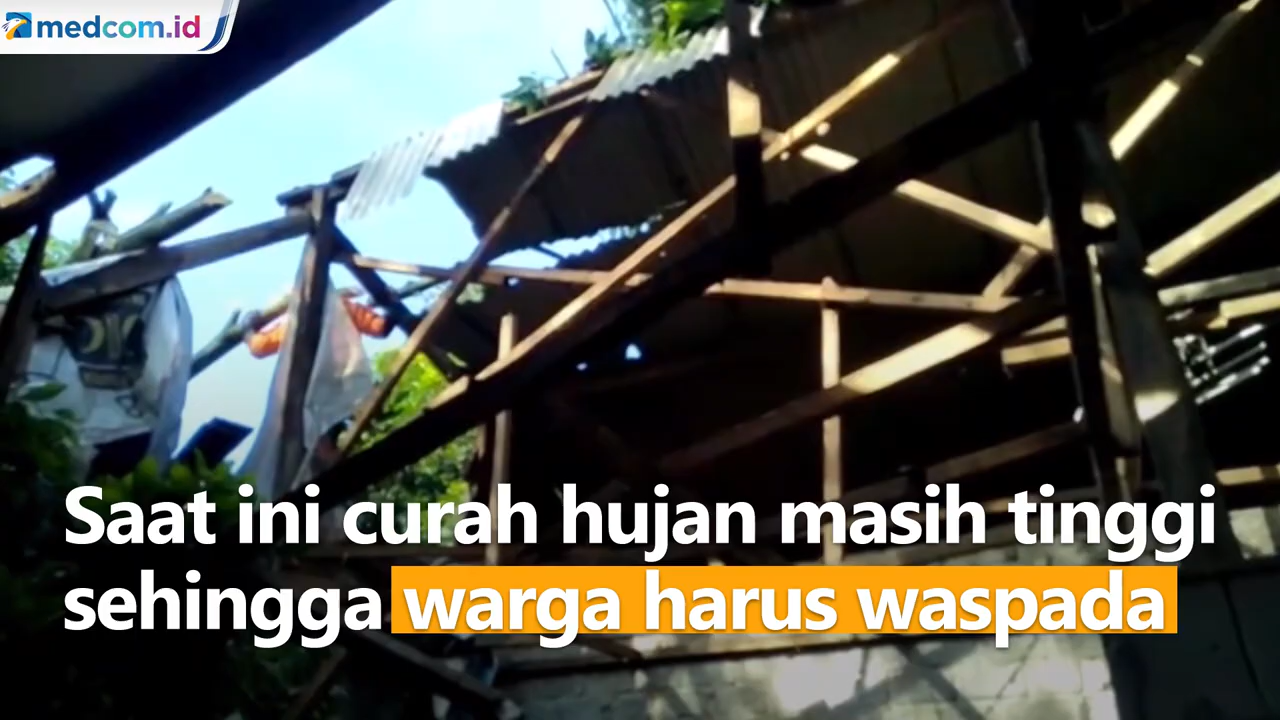 medcom.id
Saat ini curah hujan masih tinggi
sehingga warga harus waspada